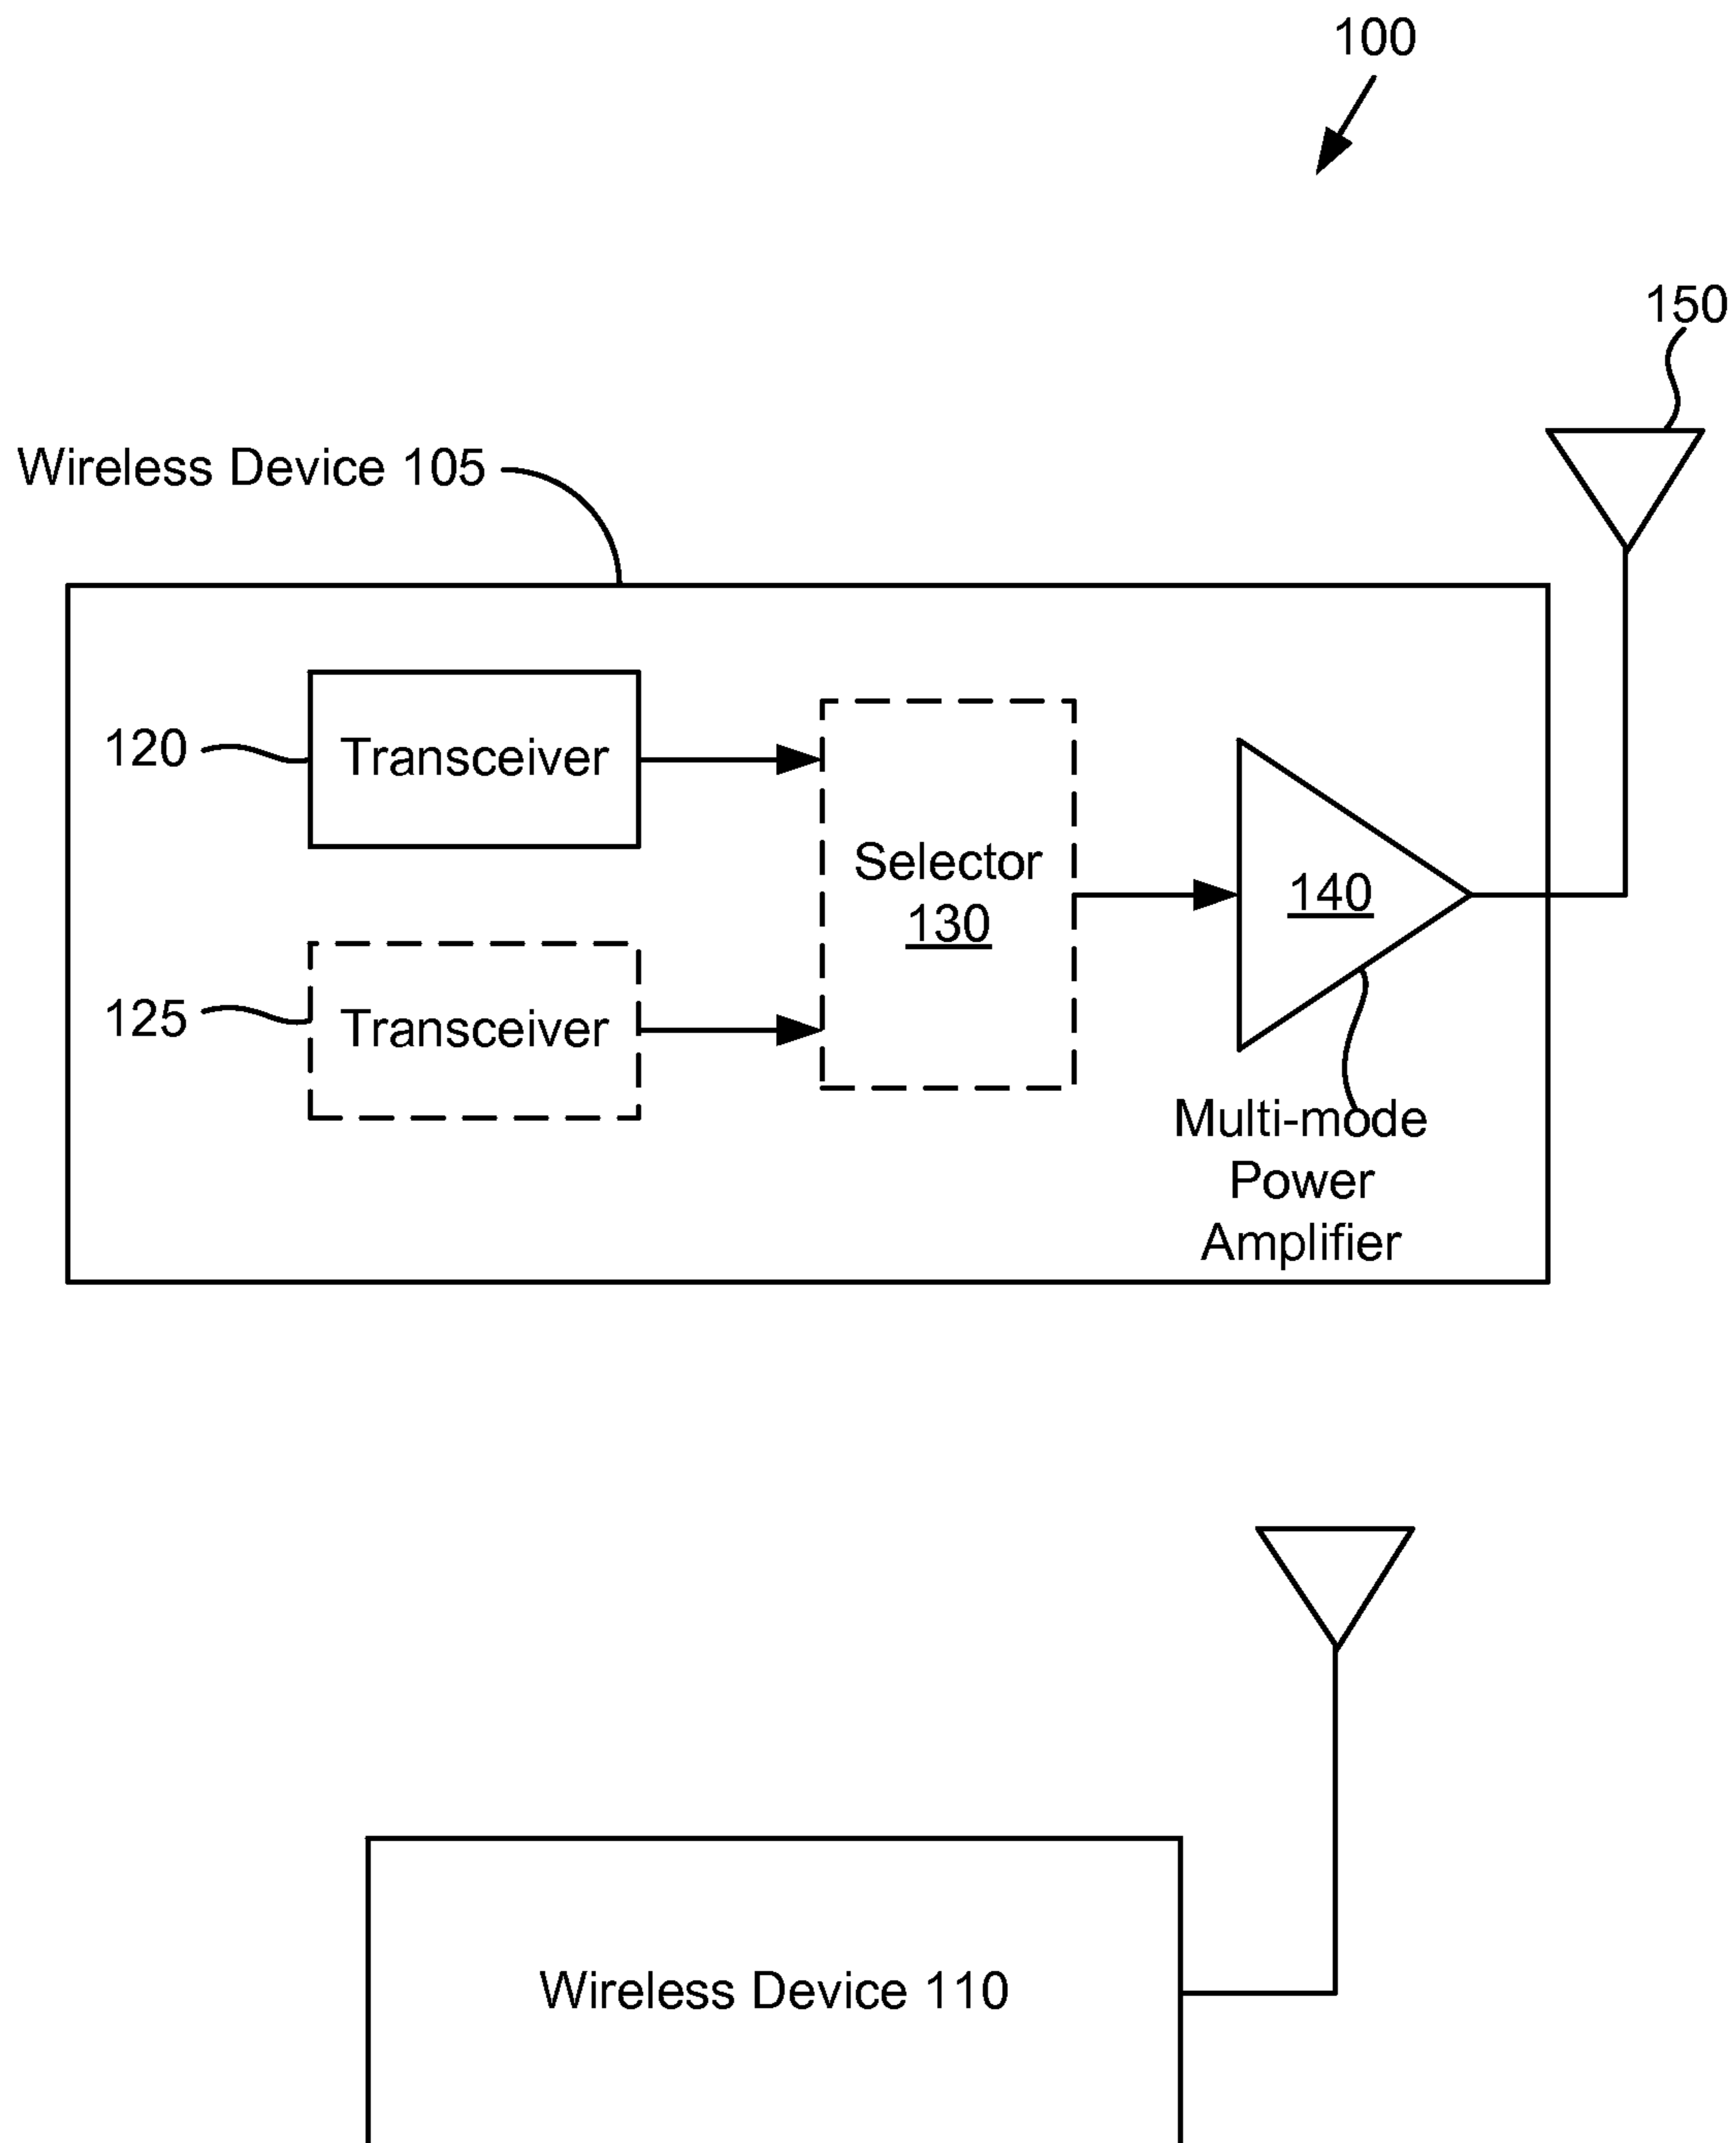 100
150
Wireless Device 105
120
Transceiver
Selector
130
140
125
Transceiver
Multi-mode
Power
Amplifier
Wireless Device 110